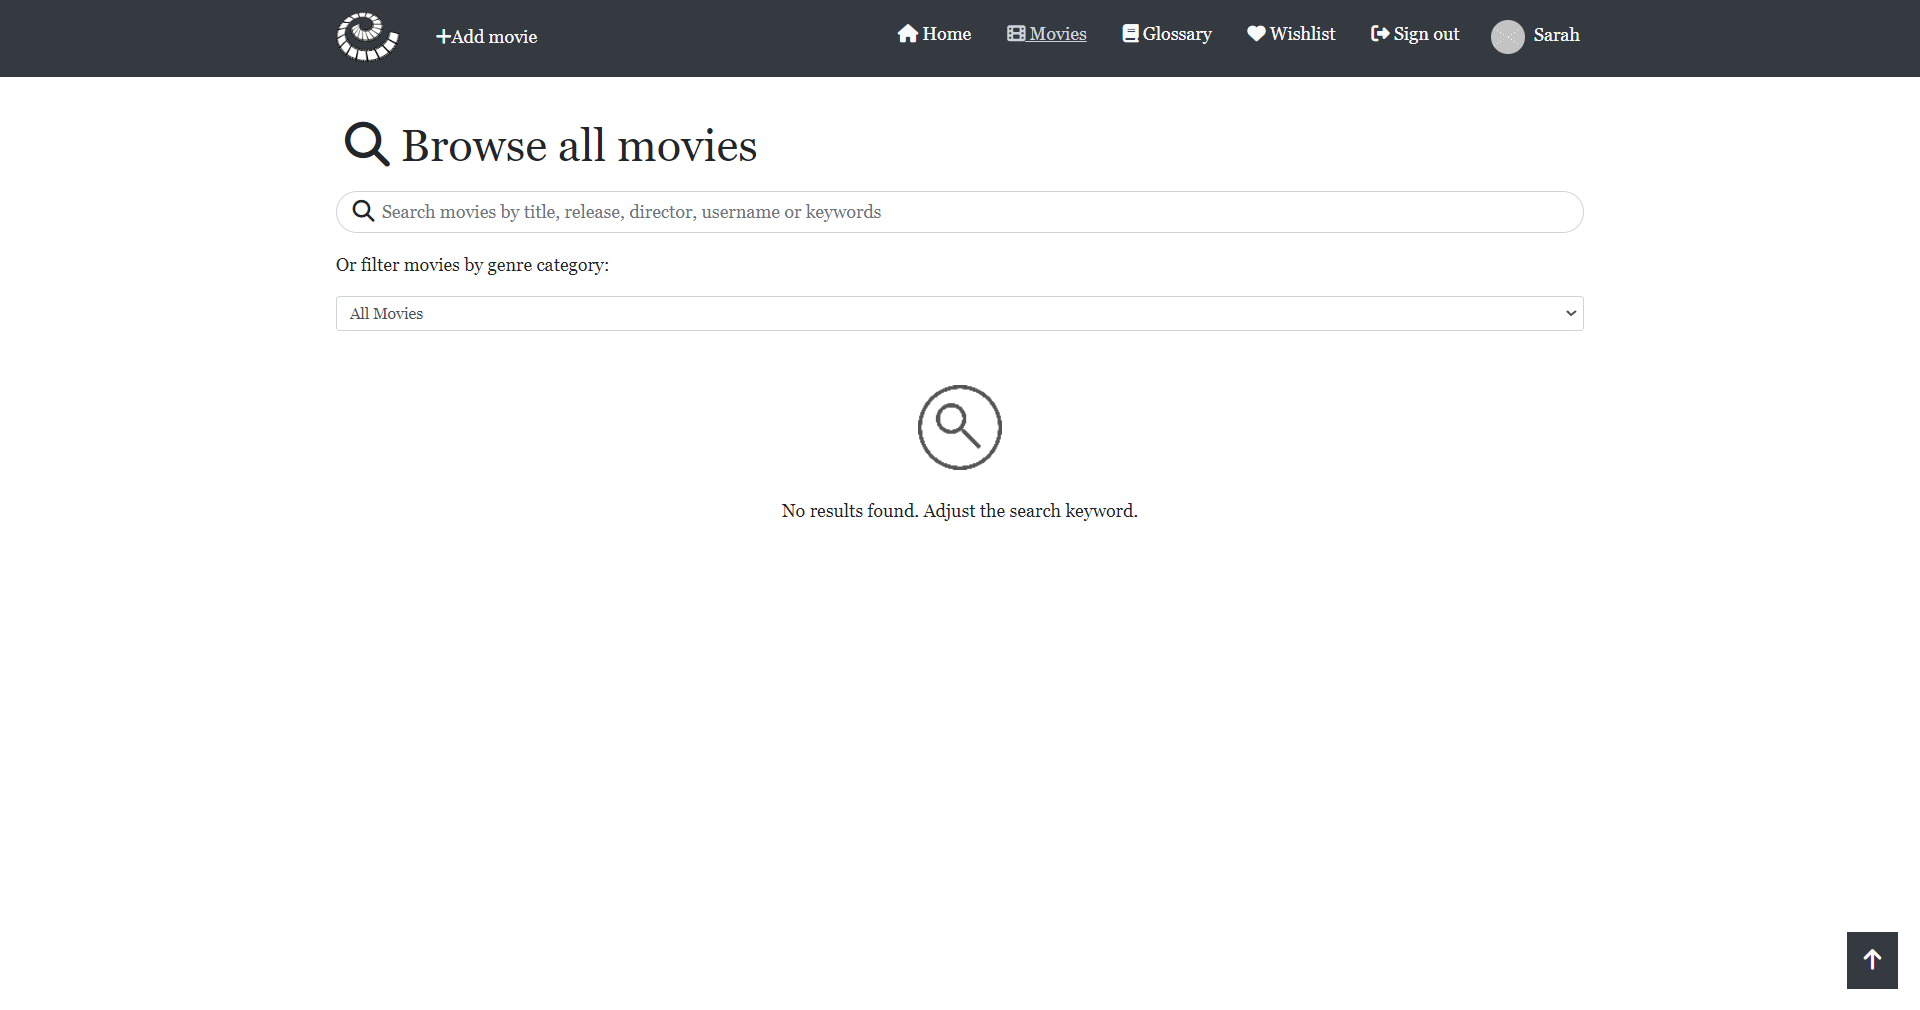 Add movie
Home
Movies
Glossary
Wishlist
Sign out
Sarah
Browse all movies
Search movies by title, release, director, username or keywords
Or filter movies by genre category:
All Movies
No results found. Adjust the search keyword.